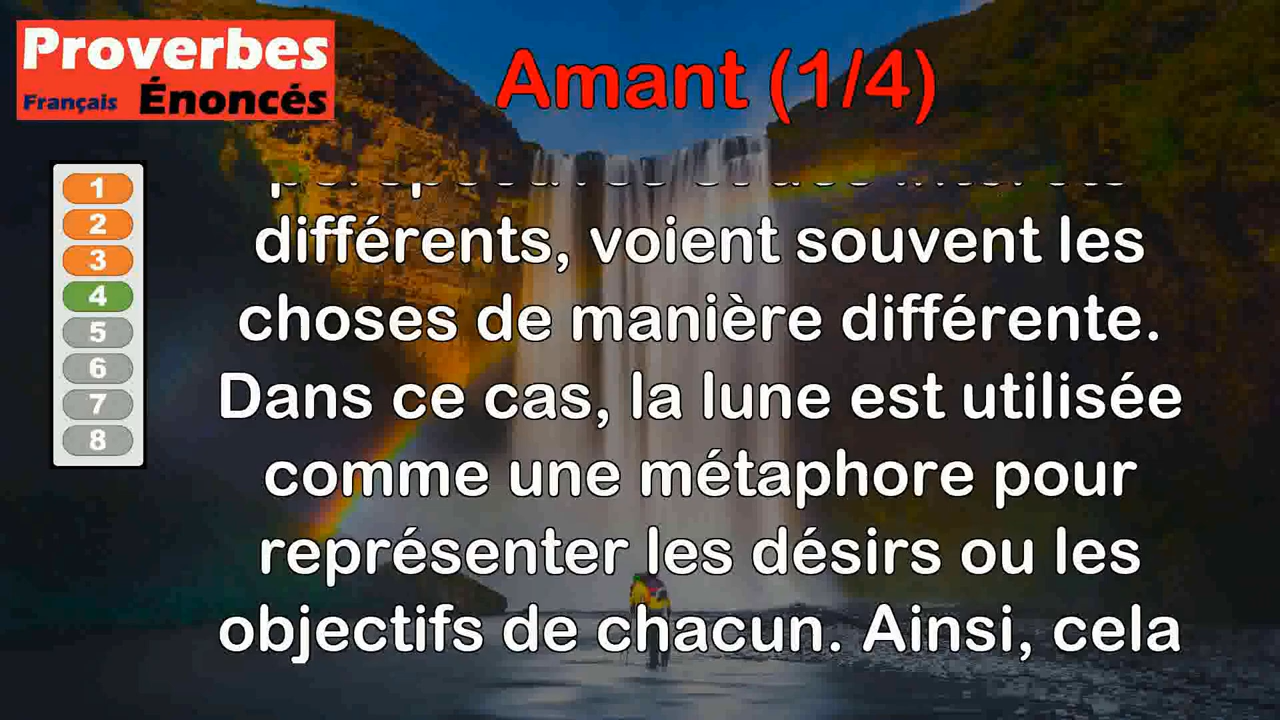 Proverbes
Français Énoncés
Amant (1/4)
1
2
3
4
5
6
7
8
différents, voient souvent les
choses de manière différente.
Dans ce cas, la lune est utilisée
comme une métaphore pour
représenter les désirs ou les
objectifs de chacun. Ainsi, cela